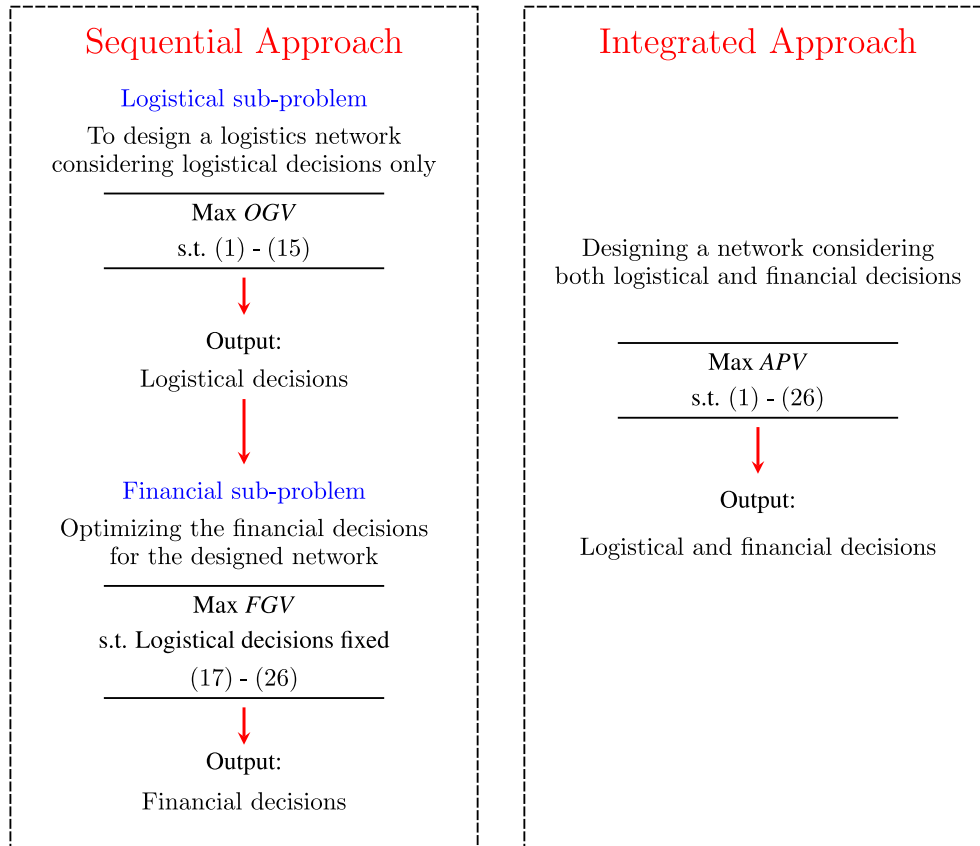 Sequential Approach
Logistical sub-problem
To design a logistics network
considering logistical decisions only
Max OGV
s.t. (1) - (15)
Output:
Logistical decisions
Financial sub-problem
Optimizing the financial decisions
for the designed network
Max FGV
s.t. Logistical decisions fixed
(17) - (26)
Output:
Financial decisions
Integrated Approach
Designing a network considering
both logistical and financial decisions
Max APV
s.t. (1) - (26)
Output:
Logistical and financial decisions